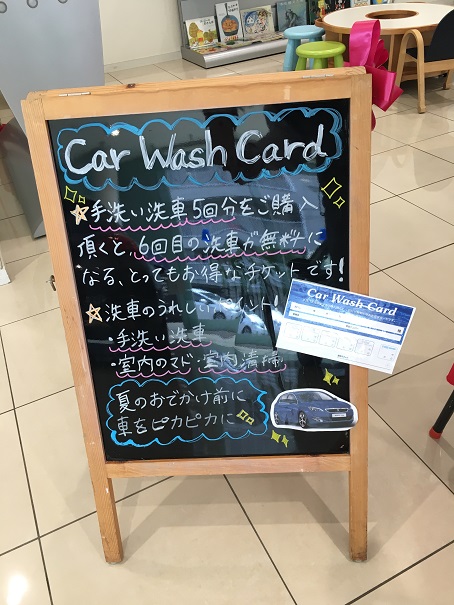 Car Wash Card
手洗い洗車5回分をご購入
頂くと、6回目の洗車が無料に
なる、とってもお得なチケットです!
洗車のうれしいポイント!
・手洗い洗車
・室内のマド・室内清掃
夏のおでかけ前に
車をピカピカに
Car Wash Card